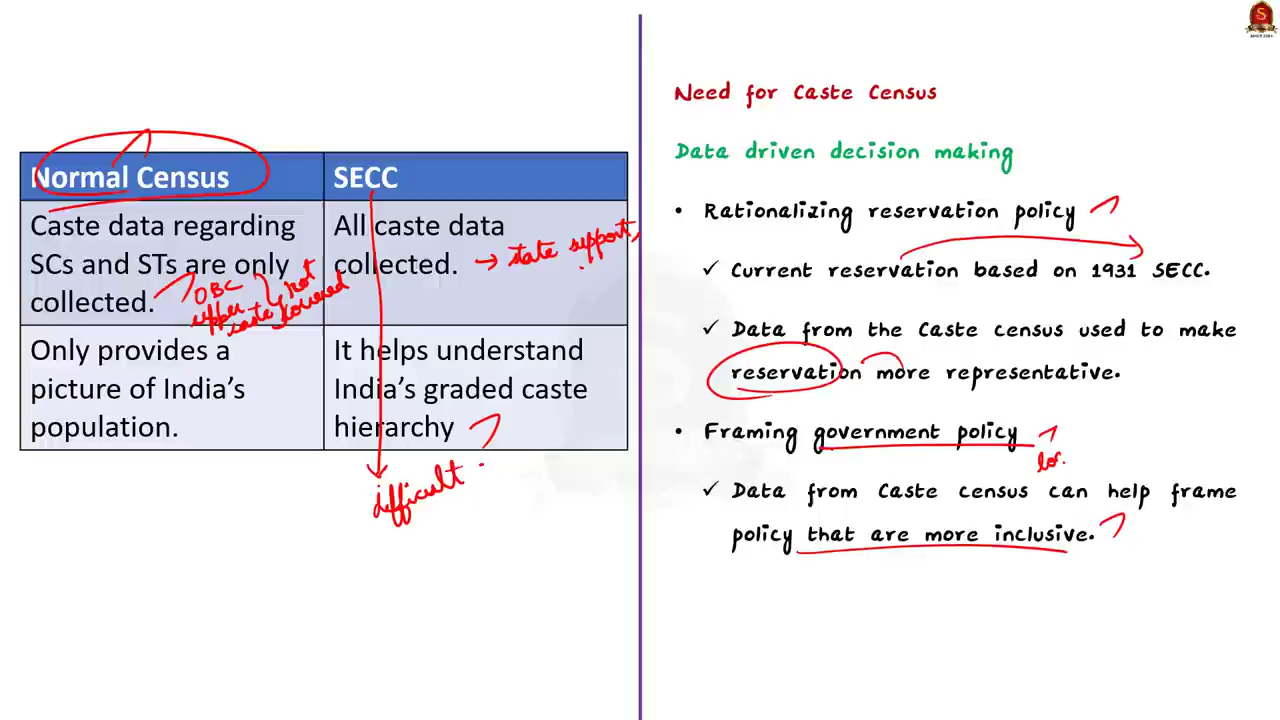 Normal Census
SECC
Caste data regarding
SCs and STs are only
collected.
OBC
upper
caste
not
covered
All caste data
collected.
→ state support,
Only provides a
picture of India's
population.
It helps understand
India's graded caste
hierarchy
difficult
Need for Caste Census
Data driven decision making
• Rationalizing reservation policy
✓ Current reservation based on 1931 SECC.
✓ Data from the Caste census used to make
reservation more representative.
• Framing government policy
✓ Data from Caste census can help frame
policy that are more inclusive.